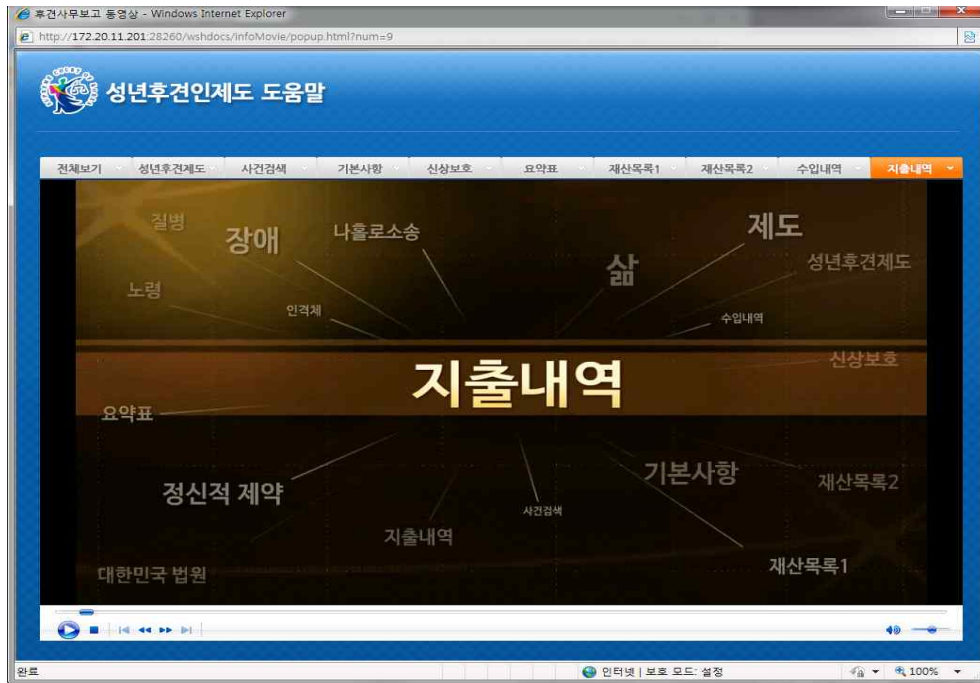 후견사무보고 동영상 - Windows Internet Explorer
http://172.20.11.201:28260/wshdocs/infoMovie/popup.html?num=9
성년후견인제도 도움말
전체보기 성년후견제도 사건검색 기본사항 신상보호 요약표 재산목록1 재산목록2 수입내역 지출내역
질병
장애
나홀로소송
제도
삶
성년후견제도
노령
인격체
수입내역
신상보호
지출내역
요약표
기본사항
정신적 제약
재산목록2
사건검색
지출내역
재산목록1
대한민국 법원
완료
인터넷 | 보호 모드: 설정
100%